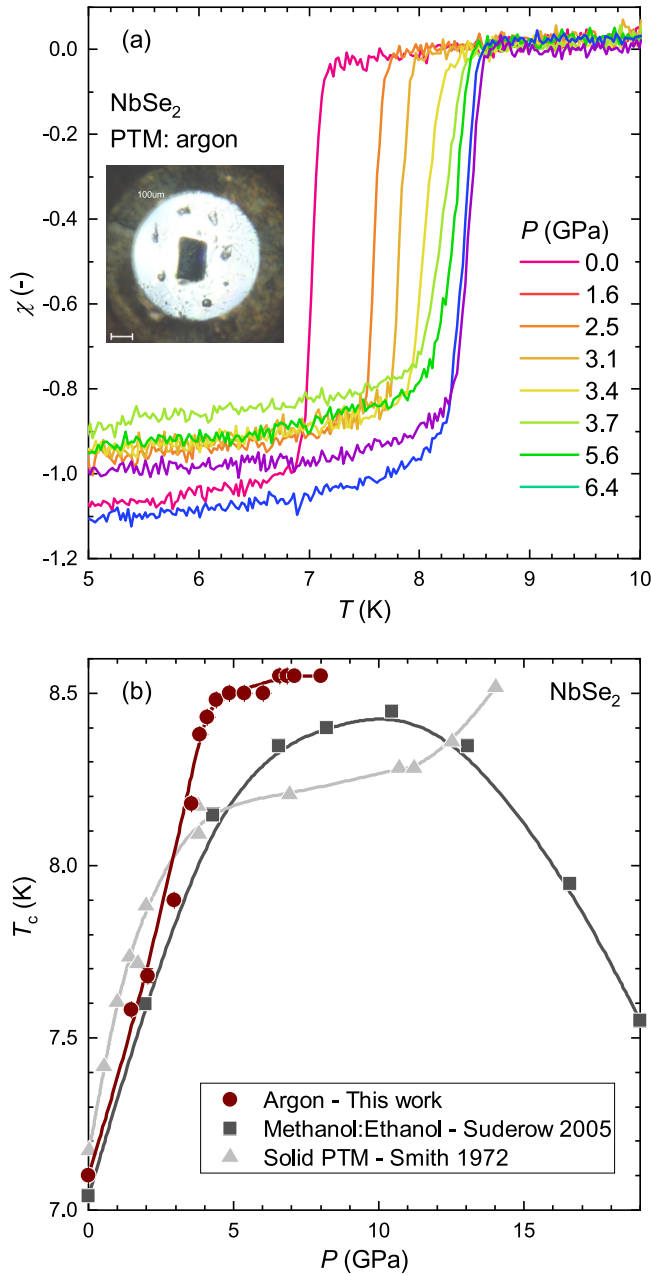 (a)
NbSe2
PTM: argon
100um
P (GPa)
0.0
1.6
2.5
3.1
3.4
3.7
5.6
6.4
0.0
-0.2
-0.4
-0.6
-0.8
-1.0
-1.2
χ (-)
5 6 7 8 9 10
T (K)
(b)
NbSe2
8.5
8.0
7.5
7.0
Tc (K)
Argon - This work
Methanol:Ethanol - Suderow 2005
Solid PTM - Smith 1972
0 5 10 15
P (GPa)